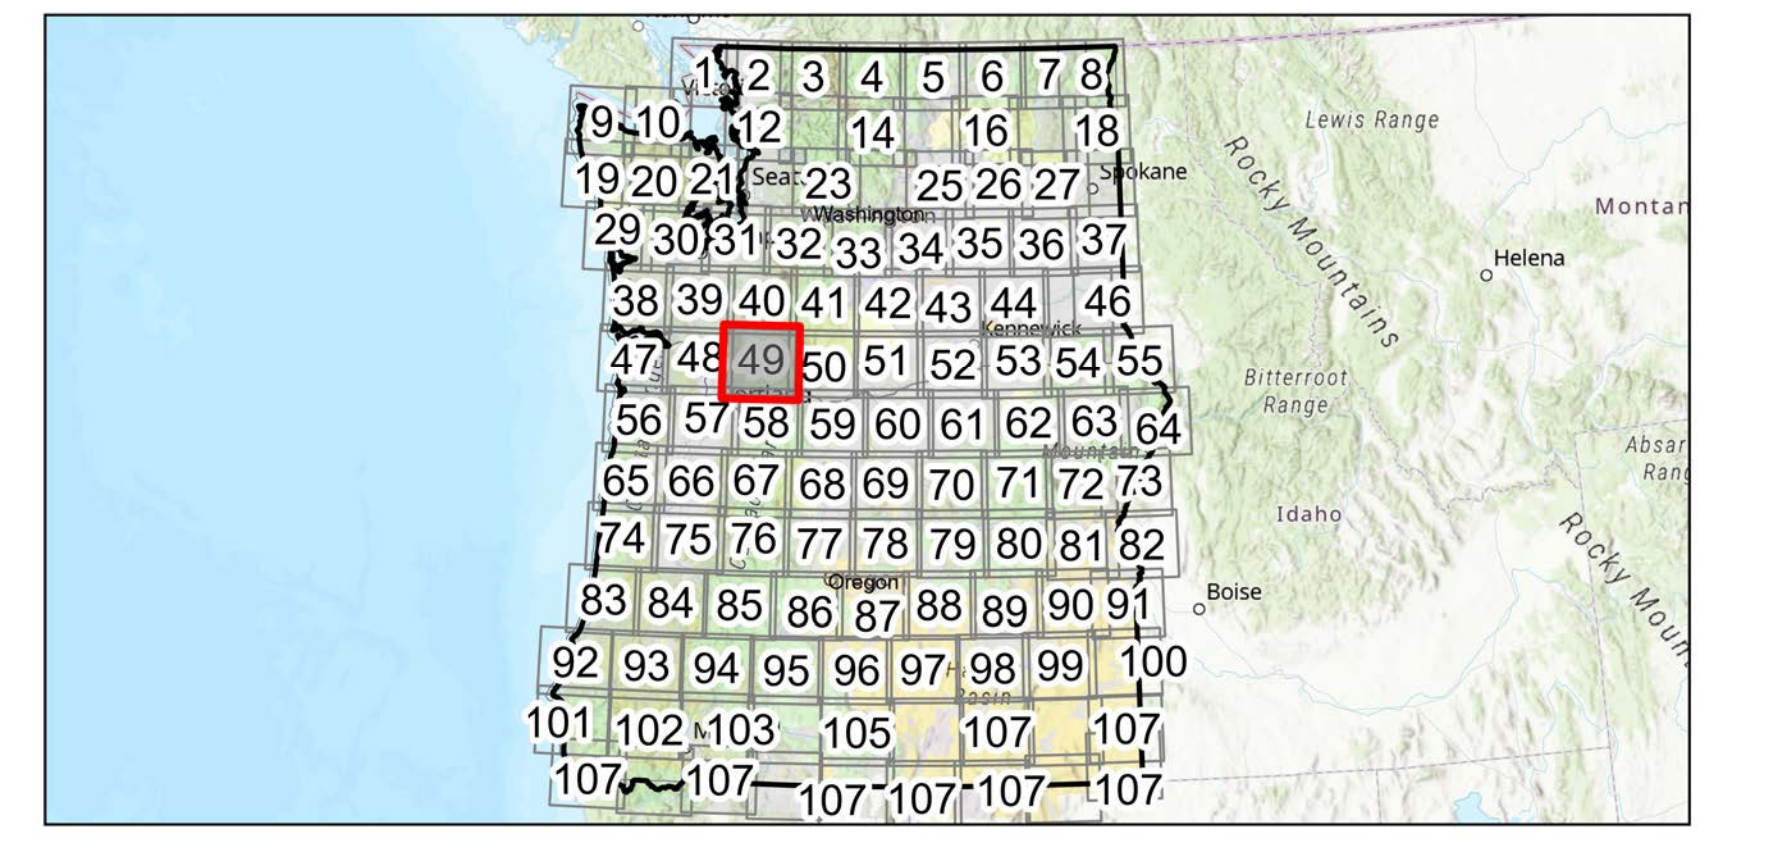 1 2 3 4 5 6 7 8
9 10 12 14 16 18
Lewis Range
19 20 21 Seat 23 25 26 27 Spokane
Rocky Mountains
Montan
Washington
29 30 31 32 33 34 35 36 37
Helena
38 39 40 41 42 43 44 46
Kennewick
47 48 49 50 51 52 53 54 55
Bitterroot
Range
56 57 58 59 60 61 62 63 64
Mountain
Absar
Rang
65 66 67 68 69 70 71 72 73
Idaho
Rocky Moun
74 75 76 77 78 79 80 81 82
Oregon
83 84 85 86 87 88 89 90 91
Boise
92 93 94 95 96 97 98 99 100
Basin
101 102 M 103 105 107 107
107 107 107 107 107 107